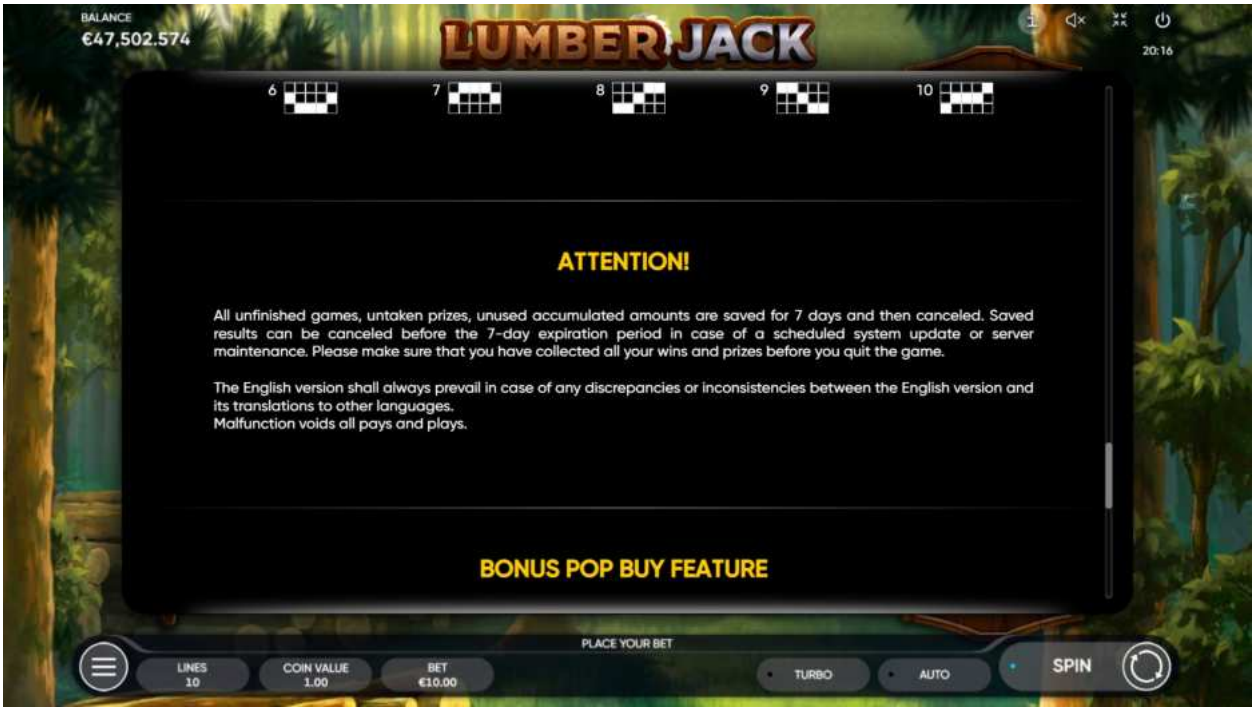 BALANCE
€47,502.574
LUMBER JACK
20:16
6 7 8 9 10
ATTENTION!
All unfinished games, untaken prizes, unused accumulated amounts are saved for 7 days and then canceled. Saved
results can be canceled before the 7-day expiration period in case of a scheduled system update or server
maintenance. Please make sure that you have collected all your wins and prizes before you quit the game.
The English version shall always prevail in case of any discrepancies or inconsistencies between the English version and
its translations to other languages.
Malfunction voids all pays and plays.
BONUS POP BUY FEATURE
PLACE YOUR BET
LINES
10
COIN VALUE
1.00
BET
€10.00
TURBO
AUTO
SPIN